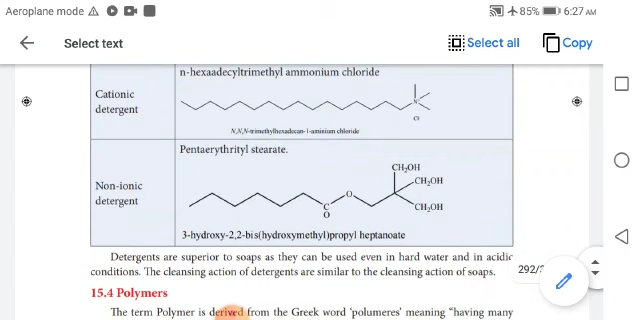 Aeroplane mode
85% 6:27 AM
Select text
Select all
Copy
n-hexaadecyltrimethyl ammonium chloride
Cationic
detergent
N
Cl
N,N,N-trimethylhexadecan-1-aminium chloride
Pentaerythrityl stearate.
Non-ionic
detergent
CH₂OH
CH₂OH
CH₂OH
O
C
O
3-hydroxy-2,2-bis(hydroxymethyl)propyl heptanoate
Detergents are superior to soaps as they can be used even in hard water and in acidic
conditions. The cleansing action of detergents are similar to the cleansing action of soaps.
292/
15.4 Polymers
The term Polymer is derived from the Greek word 'polumeres' meaning "having many